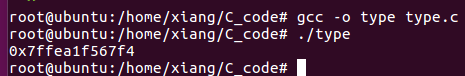 root@ubuntu:/home/xiang/C_code# gcc -o type type.c
root@ubuntu:/home/xiang/C_code# ./type
0x7ffea1f567f4
root@ubuntu:/home/xiang/C_code#